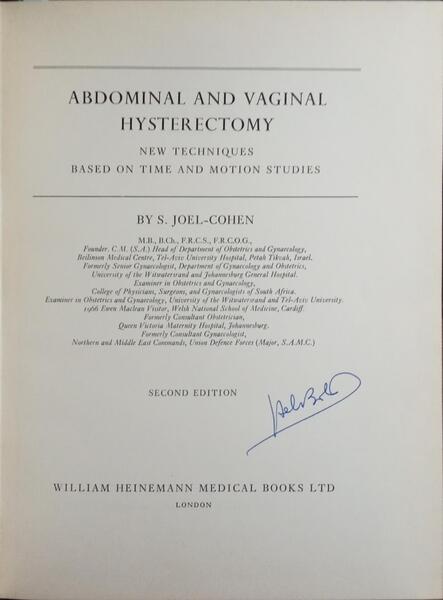 ABDOMINAL AND VAGINAL
HYSTERECTOMY
NEW TECHNIQUES
BASED ON TIME AND MOTION STUDIES
BY S. JOEL-COHEN
M.B., B.Ch., F.R.C.S., F.R.C.O.G.,
Founder. C.M. (S.A.) Head of Department of Obstetrics and Gynaecology,
Beilinson Medical Centre, Tel-Aviv University Hospital, Petah Tikvah, Israel.
Formerly Senior Gynaecologist, Department of Gynaecology and Obstetrics,
University of the Witwatersrand and Johannesburg General Hospital.
Examiner in Obstetrics and Gynaecology,
College of Physicians, Surgeons, and Gynaecologists of South Africa.
Examiner in Obstetrics and Gynaecology, University of the Witwatersrand and Tel-Aviv University.
1966 Ewen Maclean Visitor, Welsh National School of Medicine, Cardiff.
Formerly Consultant Obstetrician,
Queen Victoria Maternity Hospital, Johannesburg.
Formerly Consultant Gynaecologist,
Northern and Middle East Commands, Union Defence Forces (Major, S.A.M.C.)
SECOND EDITION
WILLIAM HEINEMANN MEDICAL BOOKS LTD
LONDON